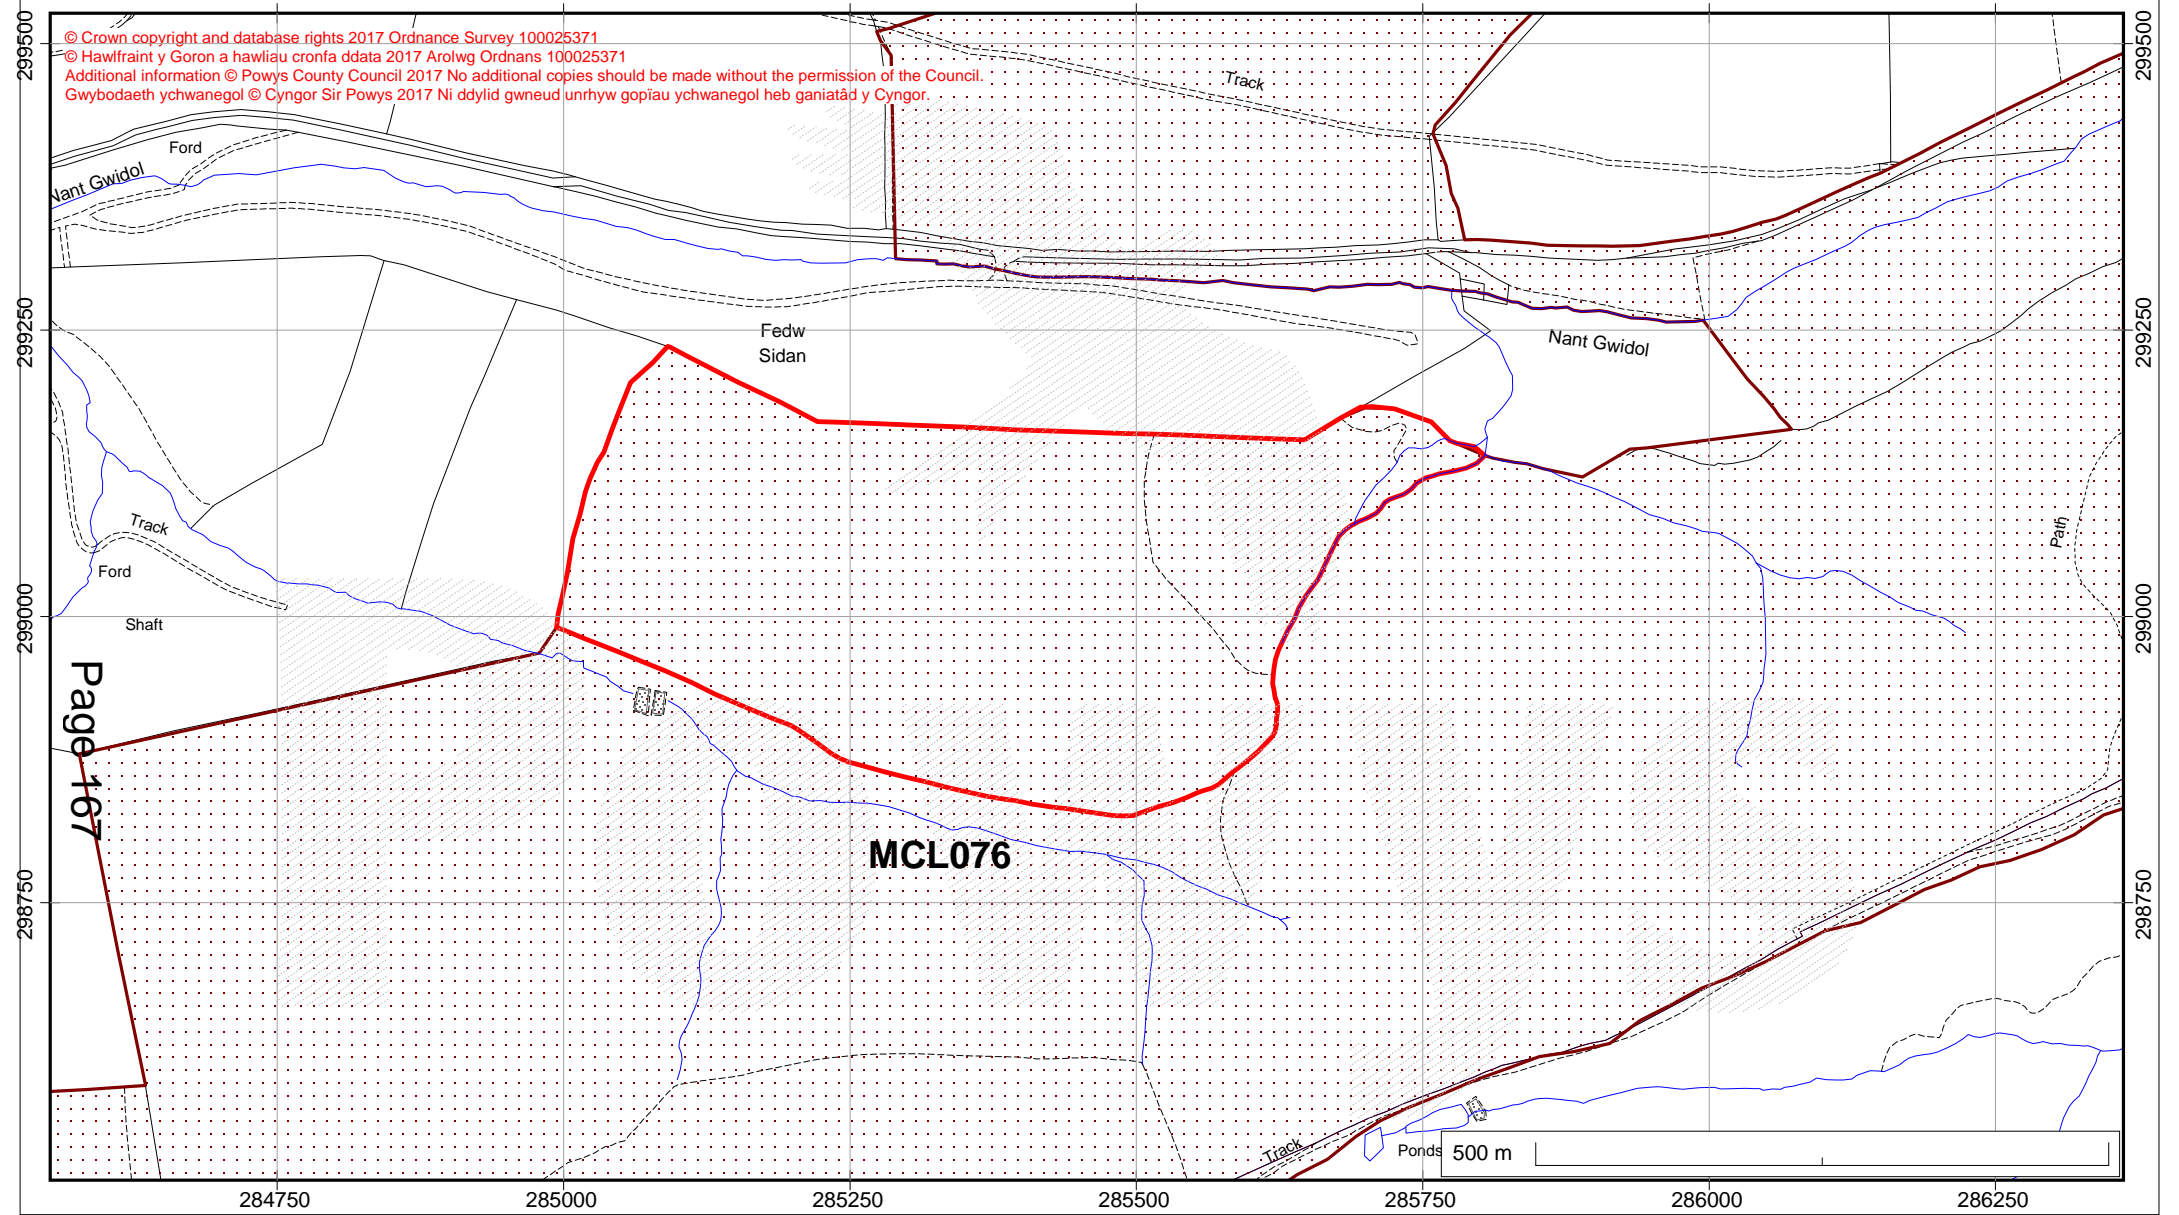 © Crown copyright and database rights 2017 Ordnance Survey 100025371
© Hawlfraint y Goron a hawliau cronfa ddata 2017 Arolwg Ordnans 100025371
Additional information © Powys County Council 2017 No additional copies should be made without the permission of the Council.
Gwybodaeth ychwanegol © Cyngor Sir Powys 2017 Ni ddylid gwneud unrhyw gopïau ychwanegol heb ganiatâd y Cyngor.
299500
299500
Track
Ford
Nant Gwidol
299250
299250
Fedw
Sidan
Nant Gwidol
Track
Path
Ford
299000
299000
Shaft
Page 167
MCL076
298750
298750
Track
Ponds
500 m
284750
285000
285250
285500
285750
286000
286250